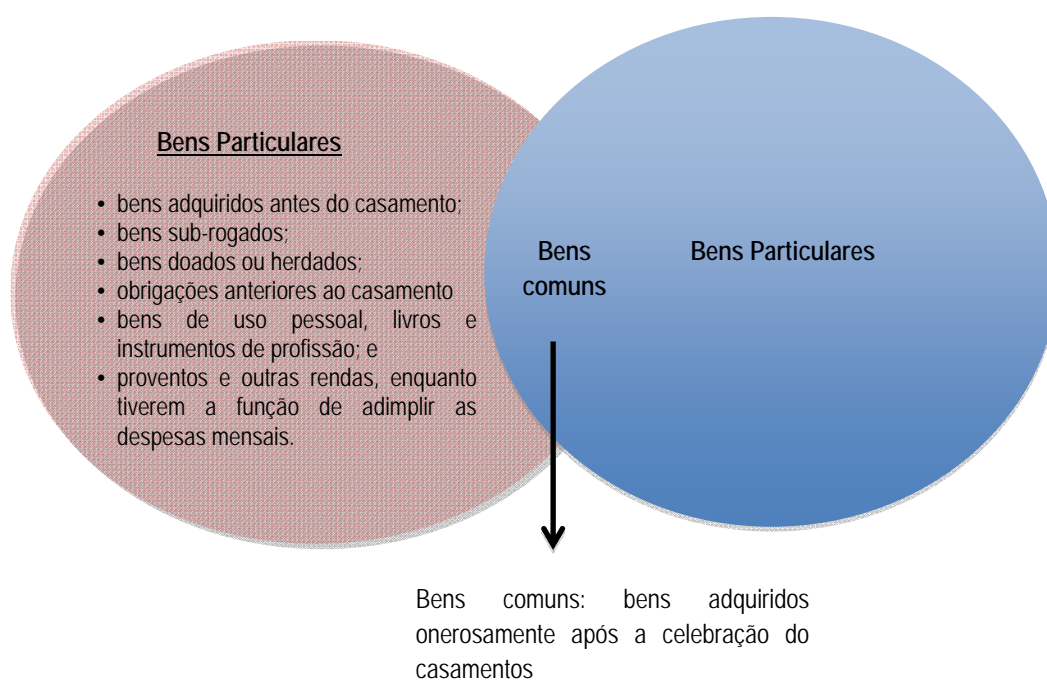 Bens Particulares
• bens adquiridos antes do casamento;
• bens sub-rogados;
• bens doados ou herdados;
• obrigações anteriores ao casamento
• bens de uso pessoal, livros e
instrumentos de profissão; e
• proventos e outras rendas, enquanto
tiverem a função de adimplir as
despesas mensais.
Bens
comuns
Bens Particulares
Bens comuns: bens adquiridos
onerosamente após a celebração do
casamentos